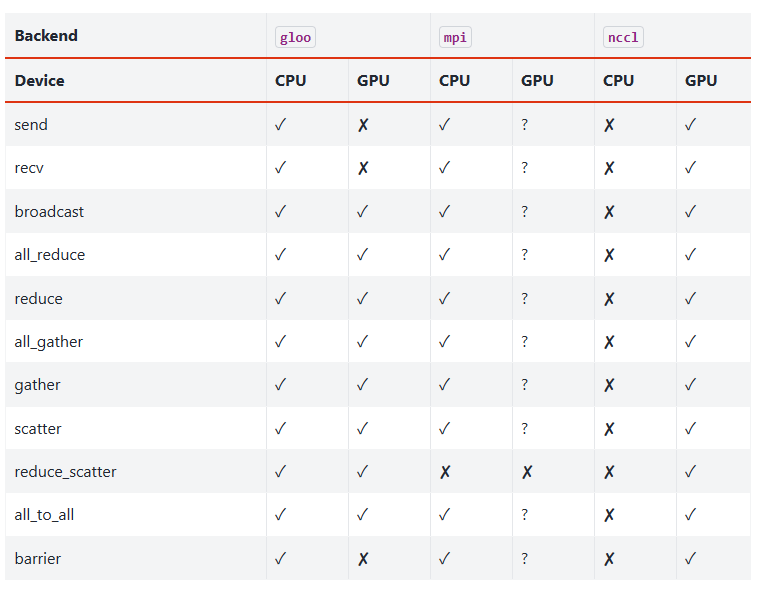 Backend gloo mpi nccl
Device CPU GPU CPU GPU CPU GPU
send ✓ ✗ ✓ ? ✗ ✓
recv ✓ ✗ ✓ ? ✗ ✓
broadcast ✓ ✓ ✓ ? ✗ ✓
all_reduce ✓ ✓ ✓ ? ✗ ✓
reduce ✓ ✓ ✓ ? ✗ ✓
all_gather ✓ ✓ ✓ ? ✗ ✓
gather ✓ ✓ ✓ ? ✗ ✓
scatter ✓ ✓ ✓ ? ✗ ✓
reduce_scatter ✓ ✓ ✗ ✗ ✗ ✓
all_to_all ✓ ✓ ✓ ? ✗ ✓
barrier ✓ ✗ ✓ ? ✗ ✓